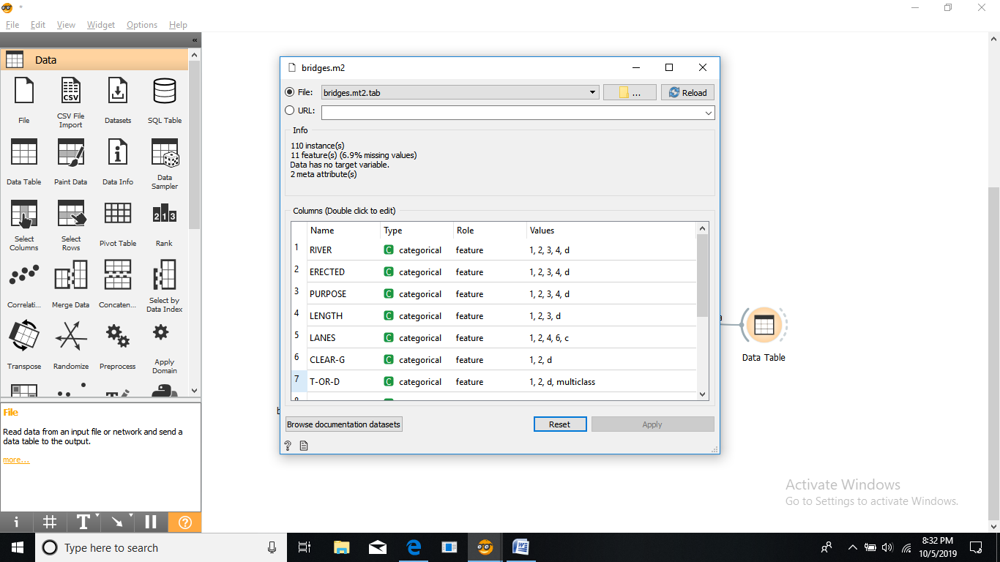 *
File Edit View Widget Options Help
«
Data
File
CSV File Import
Datasets
SQL Table
Data Table
Paint Data
Data Info
Data Sampler
Select Columns
Select Rows
Pivot Table
Rank
Correlati...
Merge Data
Concaten...
Select by Data Index
Transpose
Randomize
Preprocess
Apply Domain
File
Read data from an input file or network and send a
data table to the output.
more...
bridges.m2
File: bridges.mt2.tab ... Reload
URL:
Info
110 instance(s)
11 feature(s) (6.9% missing values)
Data has no target variable.
2 meta attribute(s)
Columns (Double click to edit)
Name Type Role Values
1 RIVER C categorical feature 1, 2, 3, 4, d
2 ERECTED C categorical feature 1, 2, 3, 4, d
3 PURPOSE C categorical feature 1, 2, 3, 4, d
4 LENGTH C categorical feature 1, 2, 3, d
5 LANES C categorical feature 1, 2, 4, 6, c
6 CLEAR-G C categorical feature 1, 2, d
7 T-OR-D C categorical feature 1, 2, d, multiclass
Browse documentation datasets Reset Apply
?
Data Table
Activate Windows
Go to Settings to activate Windows.
Type here to search
8:32 PM
10/5/2019